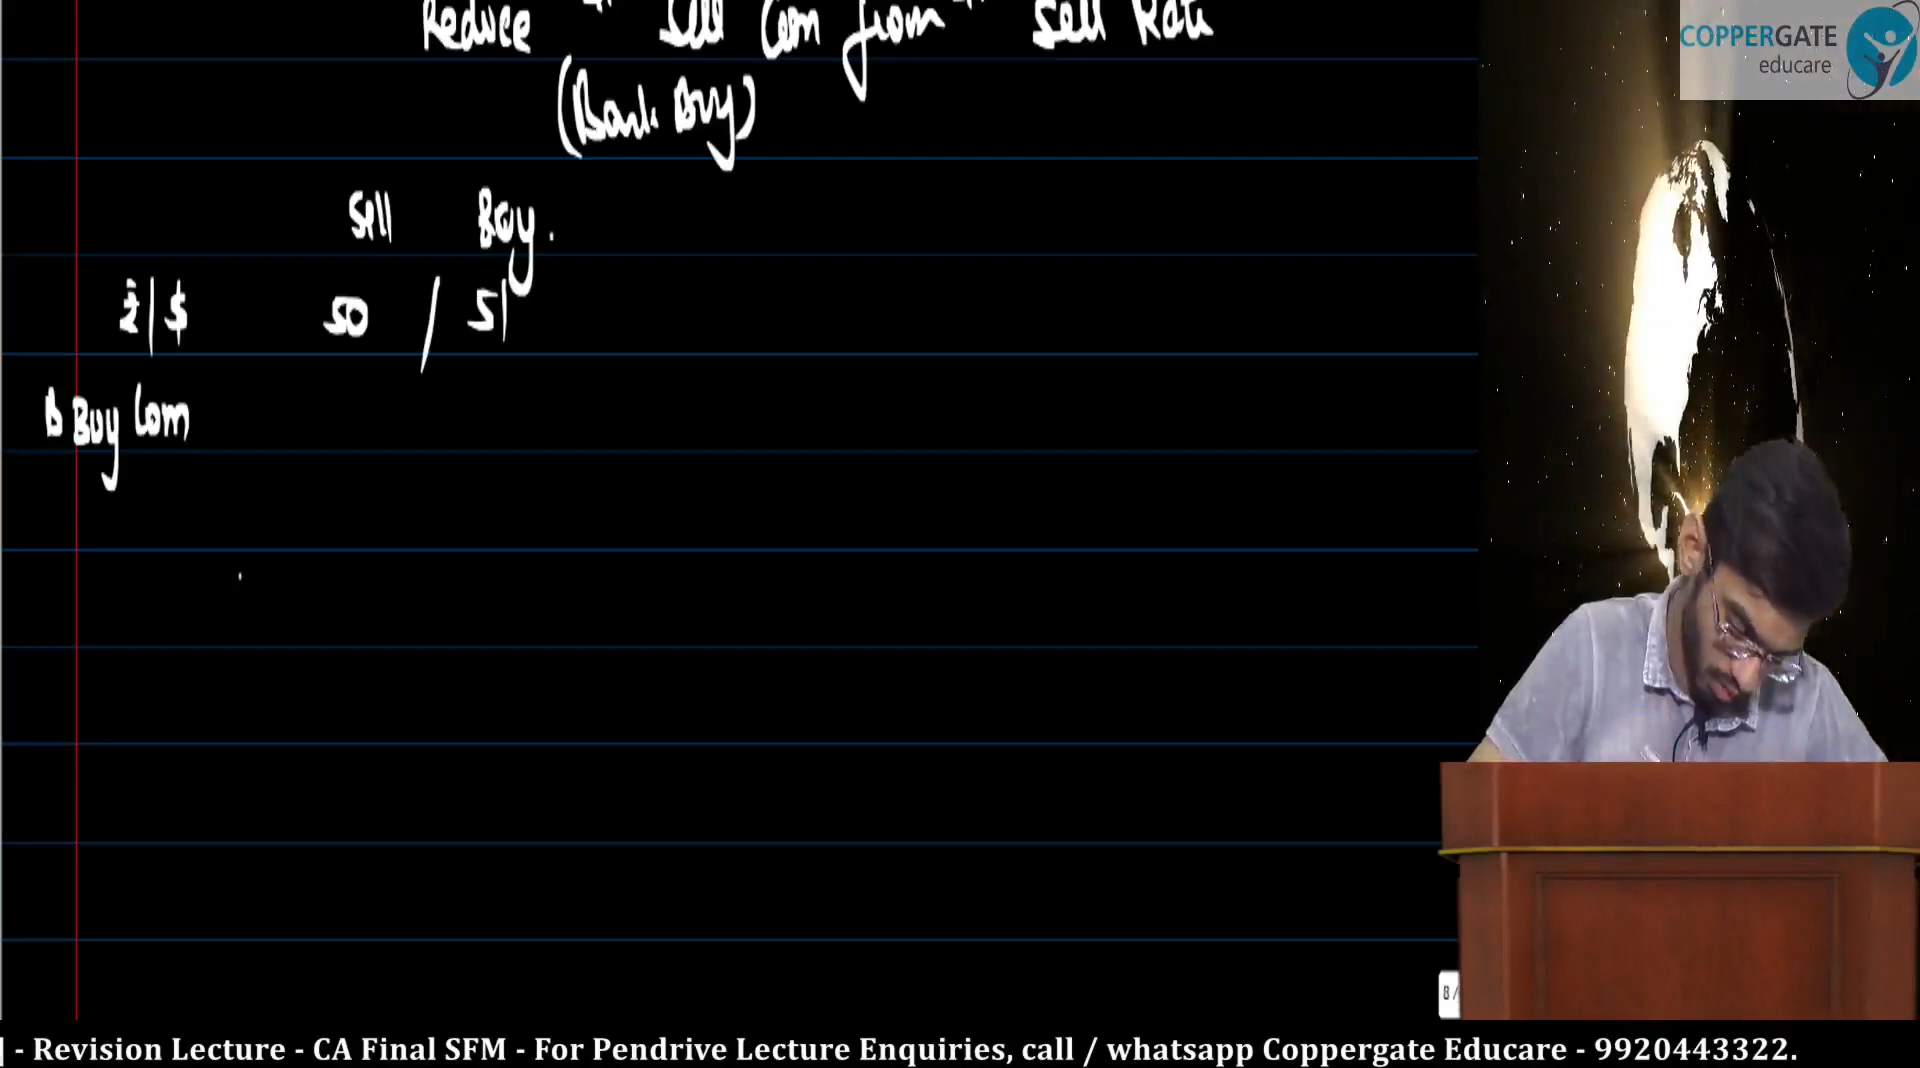 Reduce Sell Com from Sell Rate
(Bank Buy)
Sell Buy.
₹|$ 50 / 51
Buy Com
COPPERGATE
educare
8/
- Revision Lecture - CA Final SFM - For Pendrive Lecture Enquiries, call / whatsapp Coppergate Educare - 9920443322.